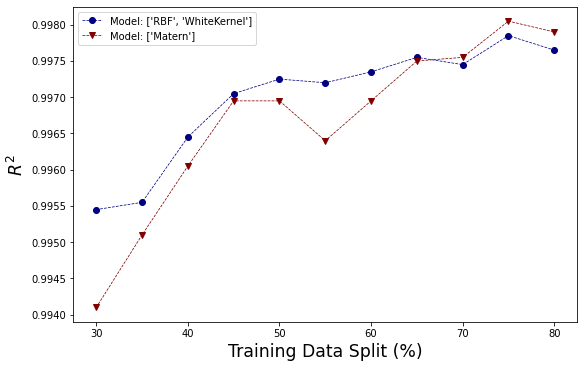 Model: ['RBF', 'WhiteKernel']
Model: ['Matern']
0.9980
0.9975
0.9970
0.9965
0.9960
0.9955
0.9950
0.9945
0.9940
R²
30 40 50 60 70 80
Training Data Split (%)